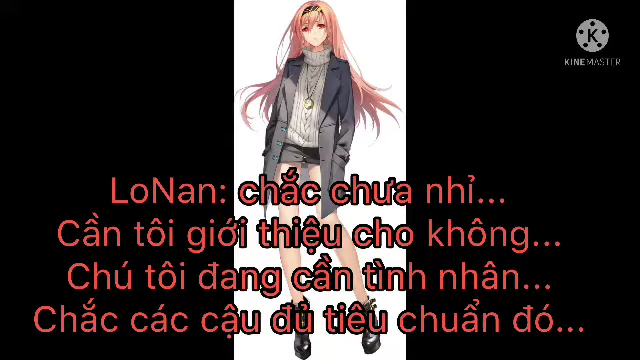 K
KINEMASTER
LoNan: chắc chưa nhỉ...
Cần tôi giới thiệu cho không...
Chú tôi đang cần tình nhân...
Chắc các cậu đủ tiêu chuẩn đó...